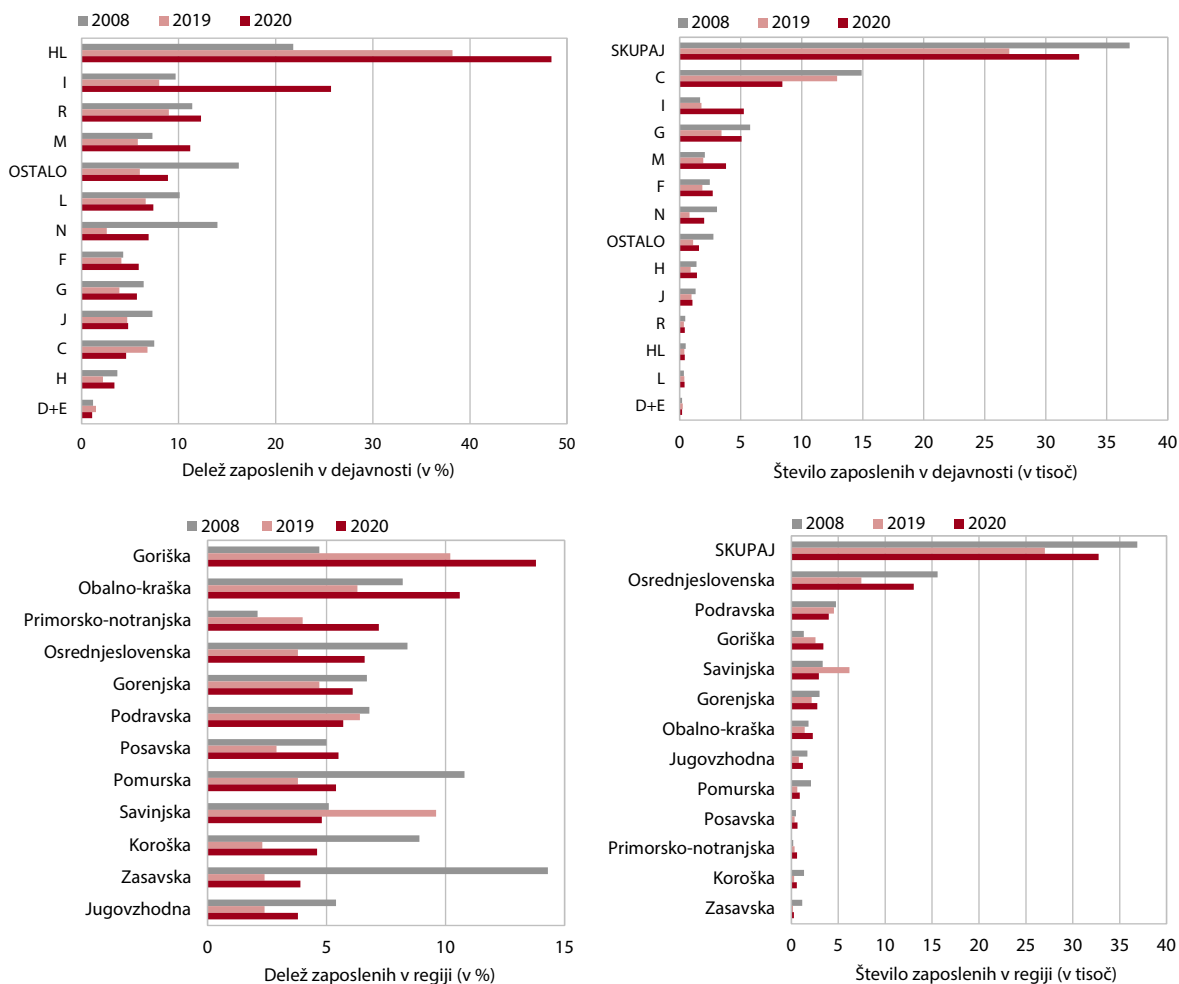 2008 2019 2020
HL
I
R
M
OSTALO
L
N
F
G
J
C
H
D+E
0 10 20 30 40 50
Delež zaposlenih v dejavnosti (v %)
2008 2019 2020
SKUPAJ
C
I
G
M
F
N
OSTALO
H
J
R
HL
L
D+E
0 5 10 15 20 25 30 35 40
Število zaposlenih v dejavnosti (v tisoč)
2008 2019 2020
Goriška
Obalno-kraška
Primorsko-notranjska
Osrednjeslovenska
Gorenjska
Podravska
Posavska
Pomurska
Savinjska
Koroška
Zasavska
Jugovzhodna
0 5 10 15
Delež zaposlenih v regiji (v %)
2008 2019 2020
SKUPAJ
Osrednjeslovenska
Podravska
Goriška
Savinjska
Gorenjska
Obalno-kraška
Jugovzhodna
Pomurska
Posavska
Primorsko-notranjska
Koroška
Zasavska
0 5 10 15 20 25 30 35 40
Število zaposlenih v regiji (v tisoč)